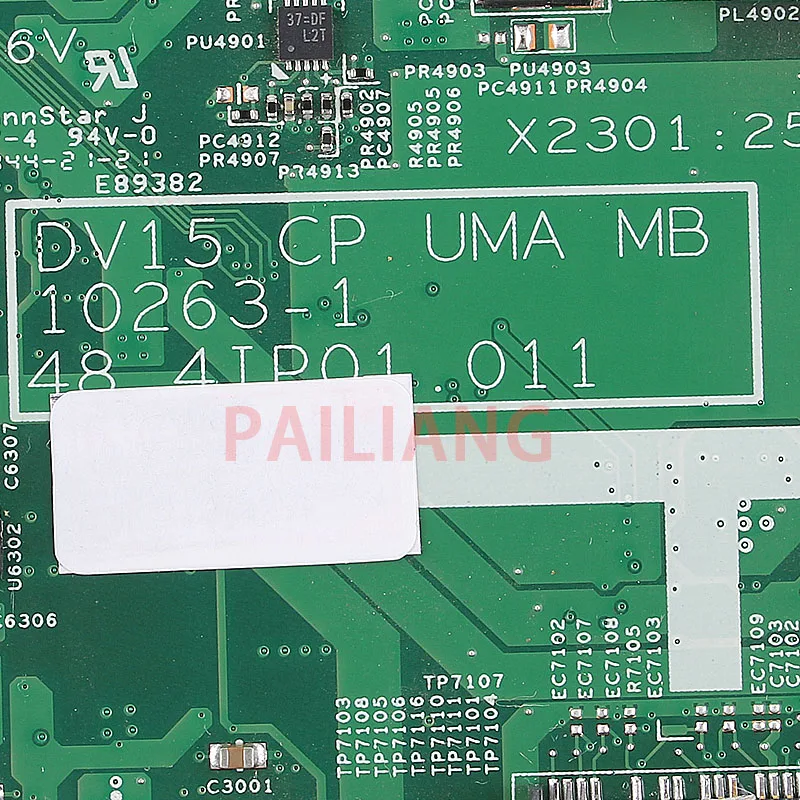 37=DF
L2T
PU4901
PL4902
6V
PR4903
PU4903
PC4911 PR4904
nnStar J
-4 94V-0
PC4912
PR4907
PR4913
PR4902
PC4907
R4905
PR4905
PR4906
X2301:25
E89382
DV15 CP UMA MB
10263-1
48 4IP01.011
PAILIANG
C6307
U6302
C6306
EC7102
EC7107
EC7108
R7105
EC7103
EC7109
C7103
C7102
TP7107
TP7103
TP7108
TP7105
TP7106
TP7116
TP7110
TP7111
TP7101
TP7104
C3001